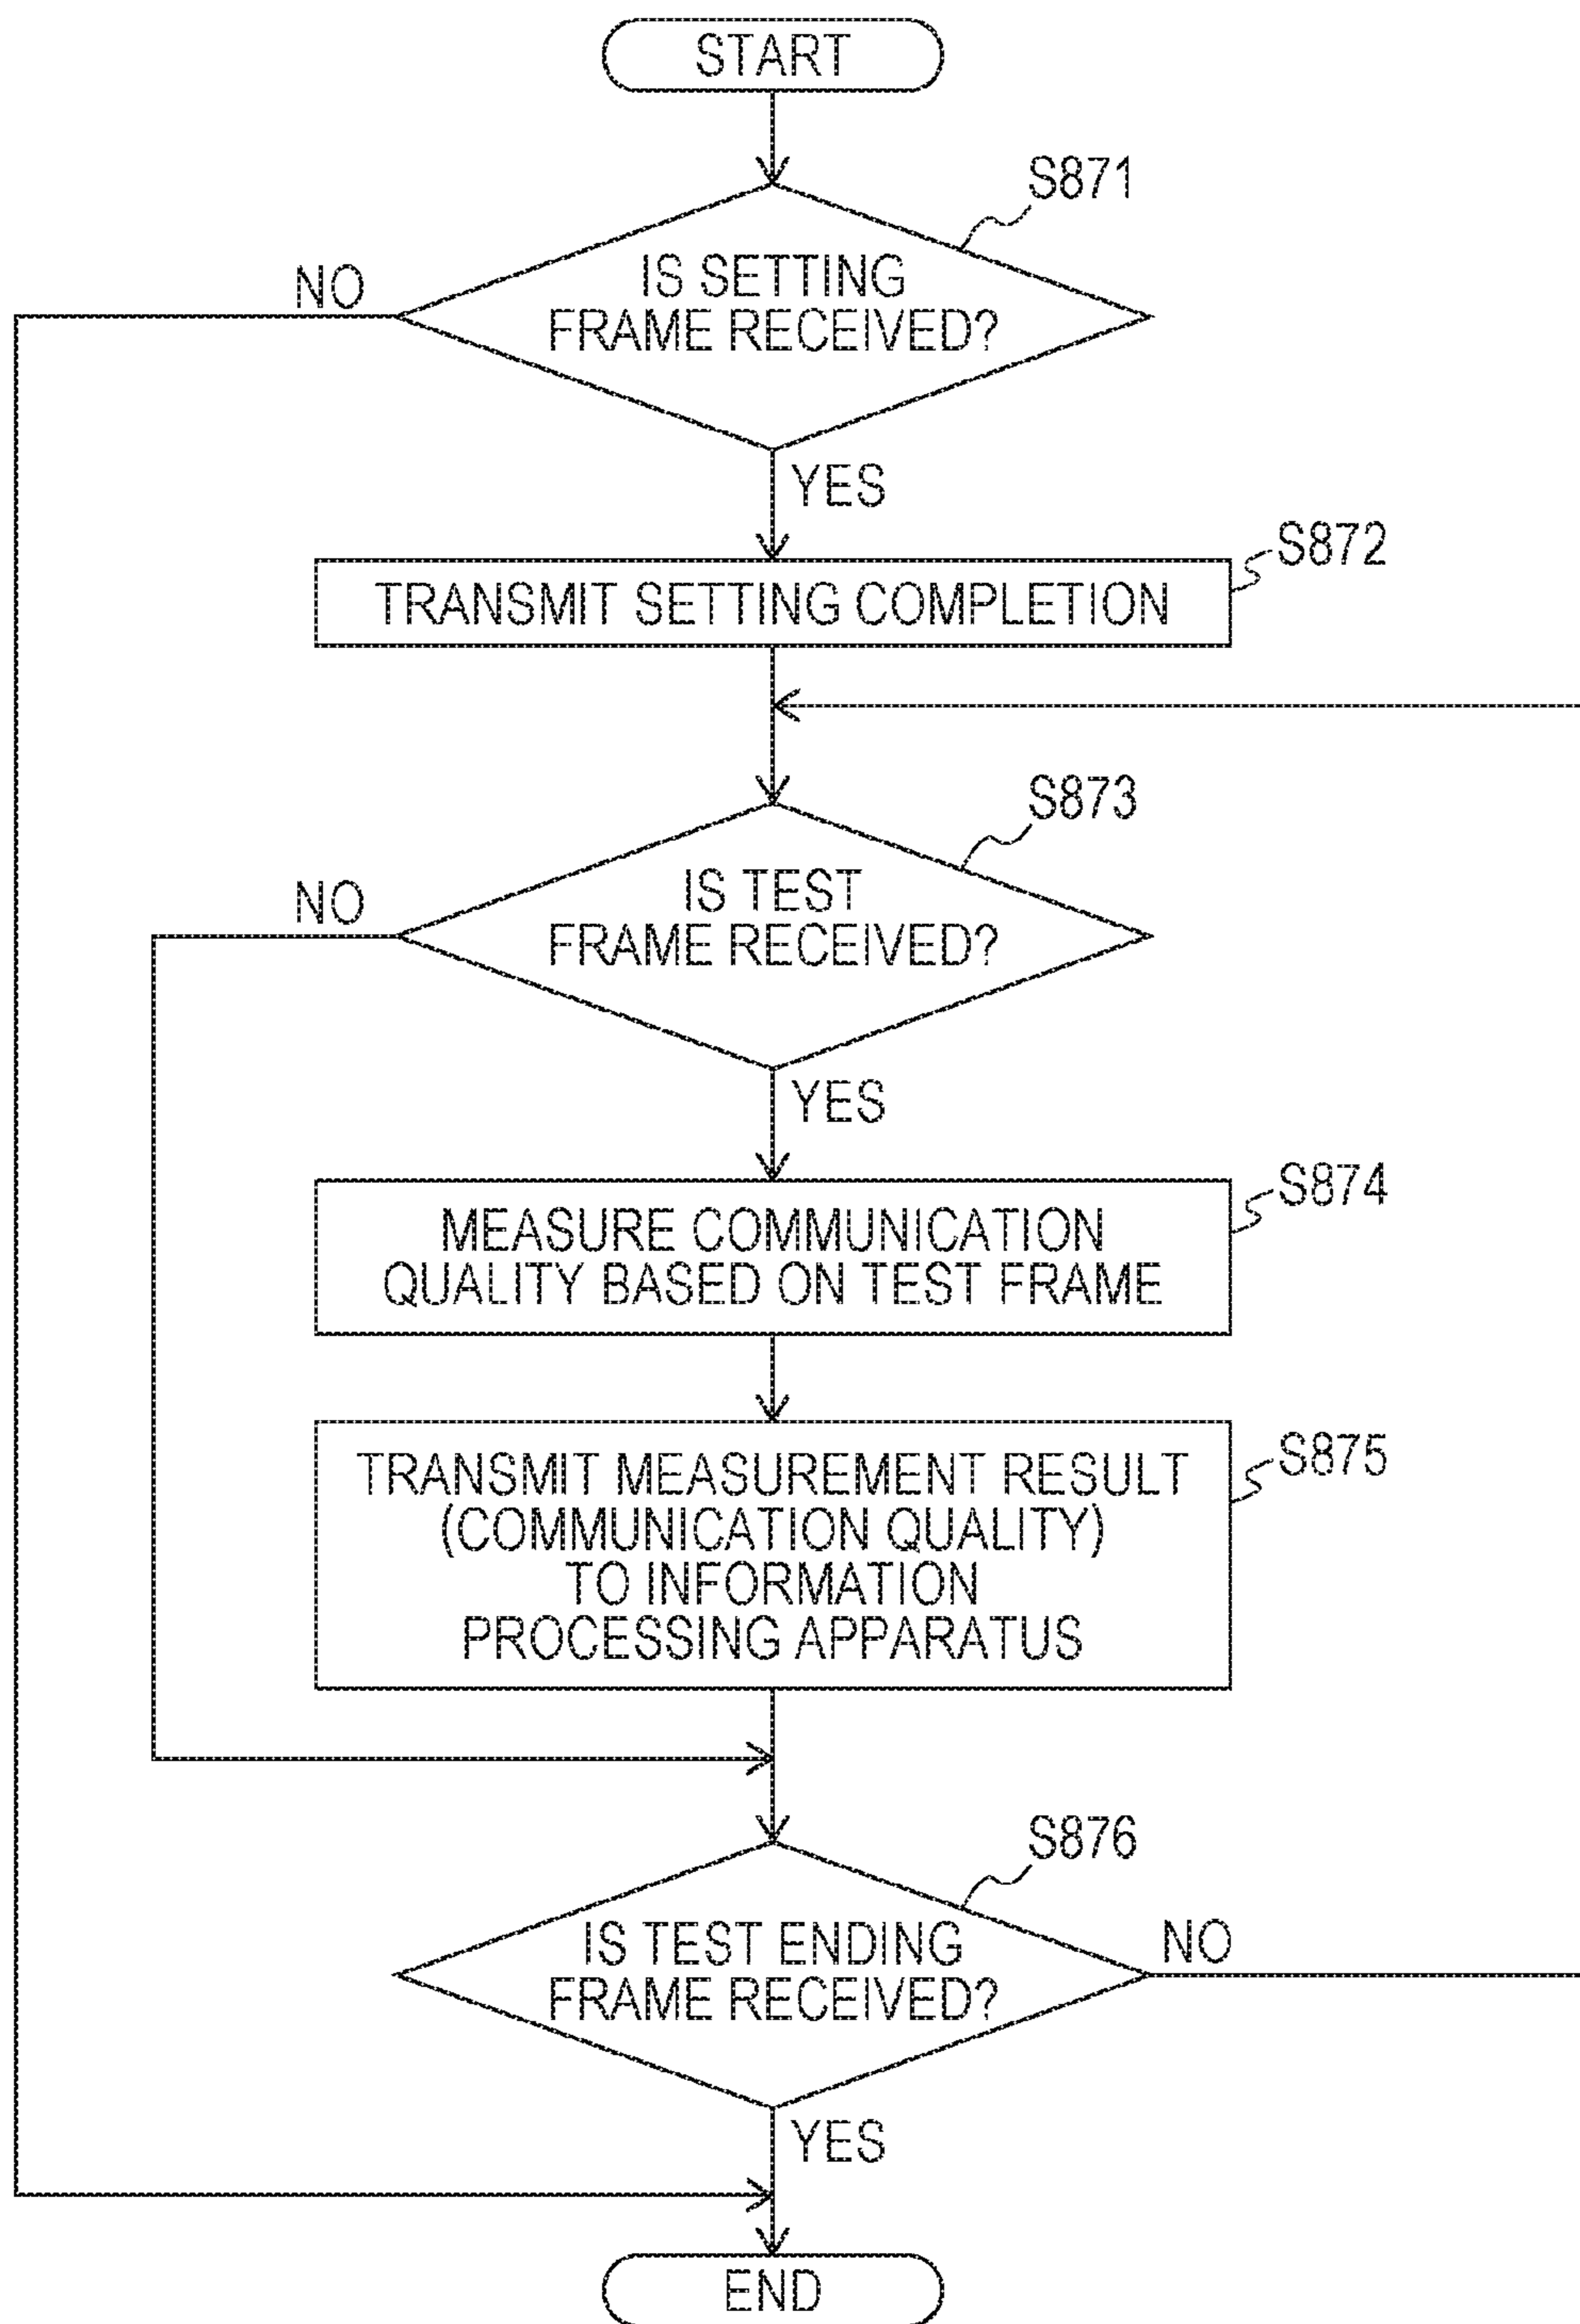 START
S871
IS SETTING
FRAME RECEIVED?
NO
YES
S872
TRANSMIT SETTING COMPLETION
S873
IS TEST
FRAME RECEIVED?
NO
YES
S874
MEASURE COMMUNICATION
QUALITY BASED ON TEST FRAME
S875
TRANSMIT MEASUREMENT RESULT
(COMMUNICATION QUALITY)
TO INFORMATION
PROCESSING APPARATUS
S876
IS TEST ENDING
FRAME RECEIVED?
NO
YES
END